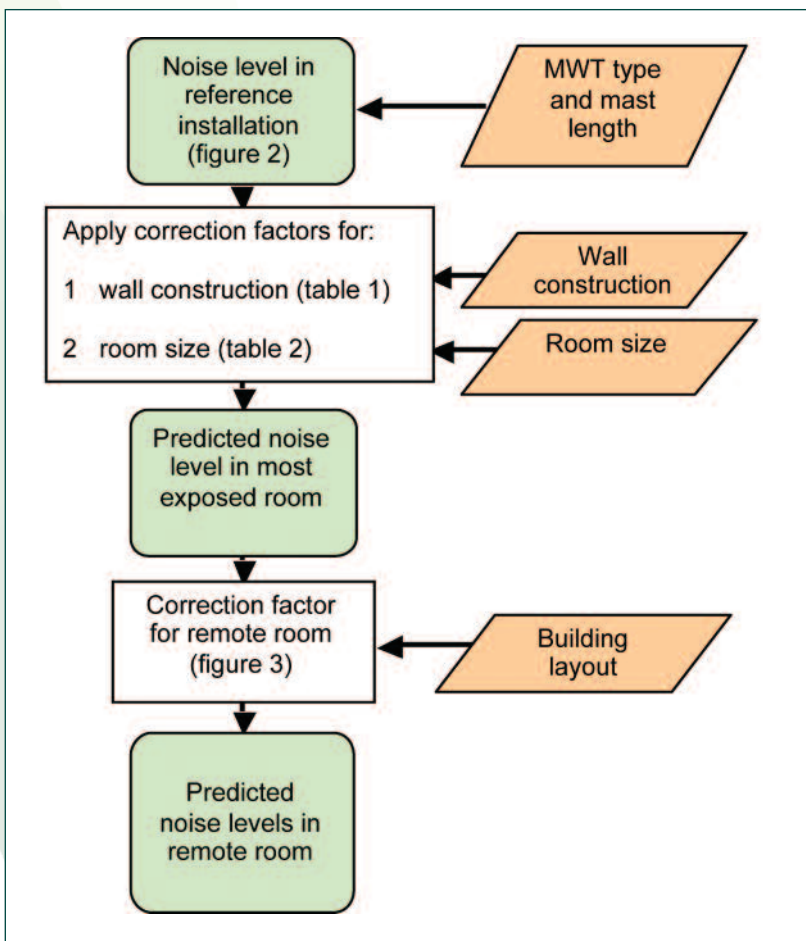 Noise level in
reference
installation
(figure 2)
MWT type
and mast
length
Apply correction factors for:
1 wall construction (table 1)
2 room size (table 2)
Wall
construction
Room size
Predicted noise
level in most
exposed room
Correction factor
for remote room
(figure 3)
Building
layout
Predicted
noise levels in
remote room